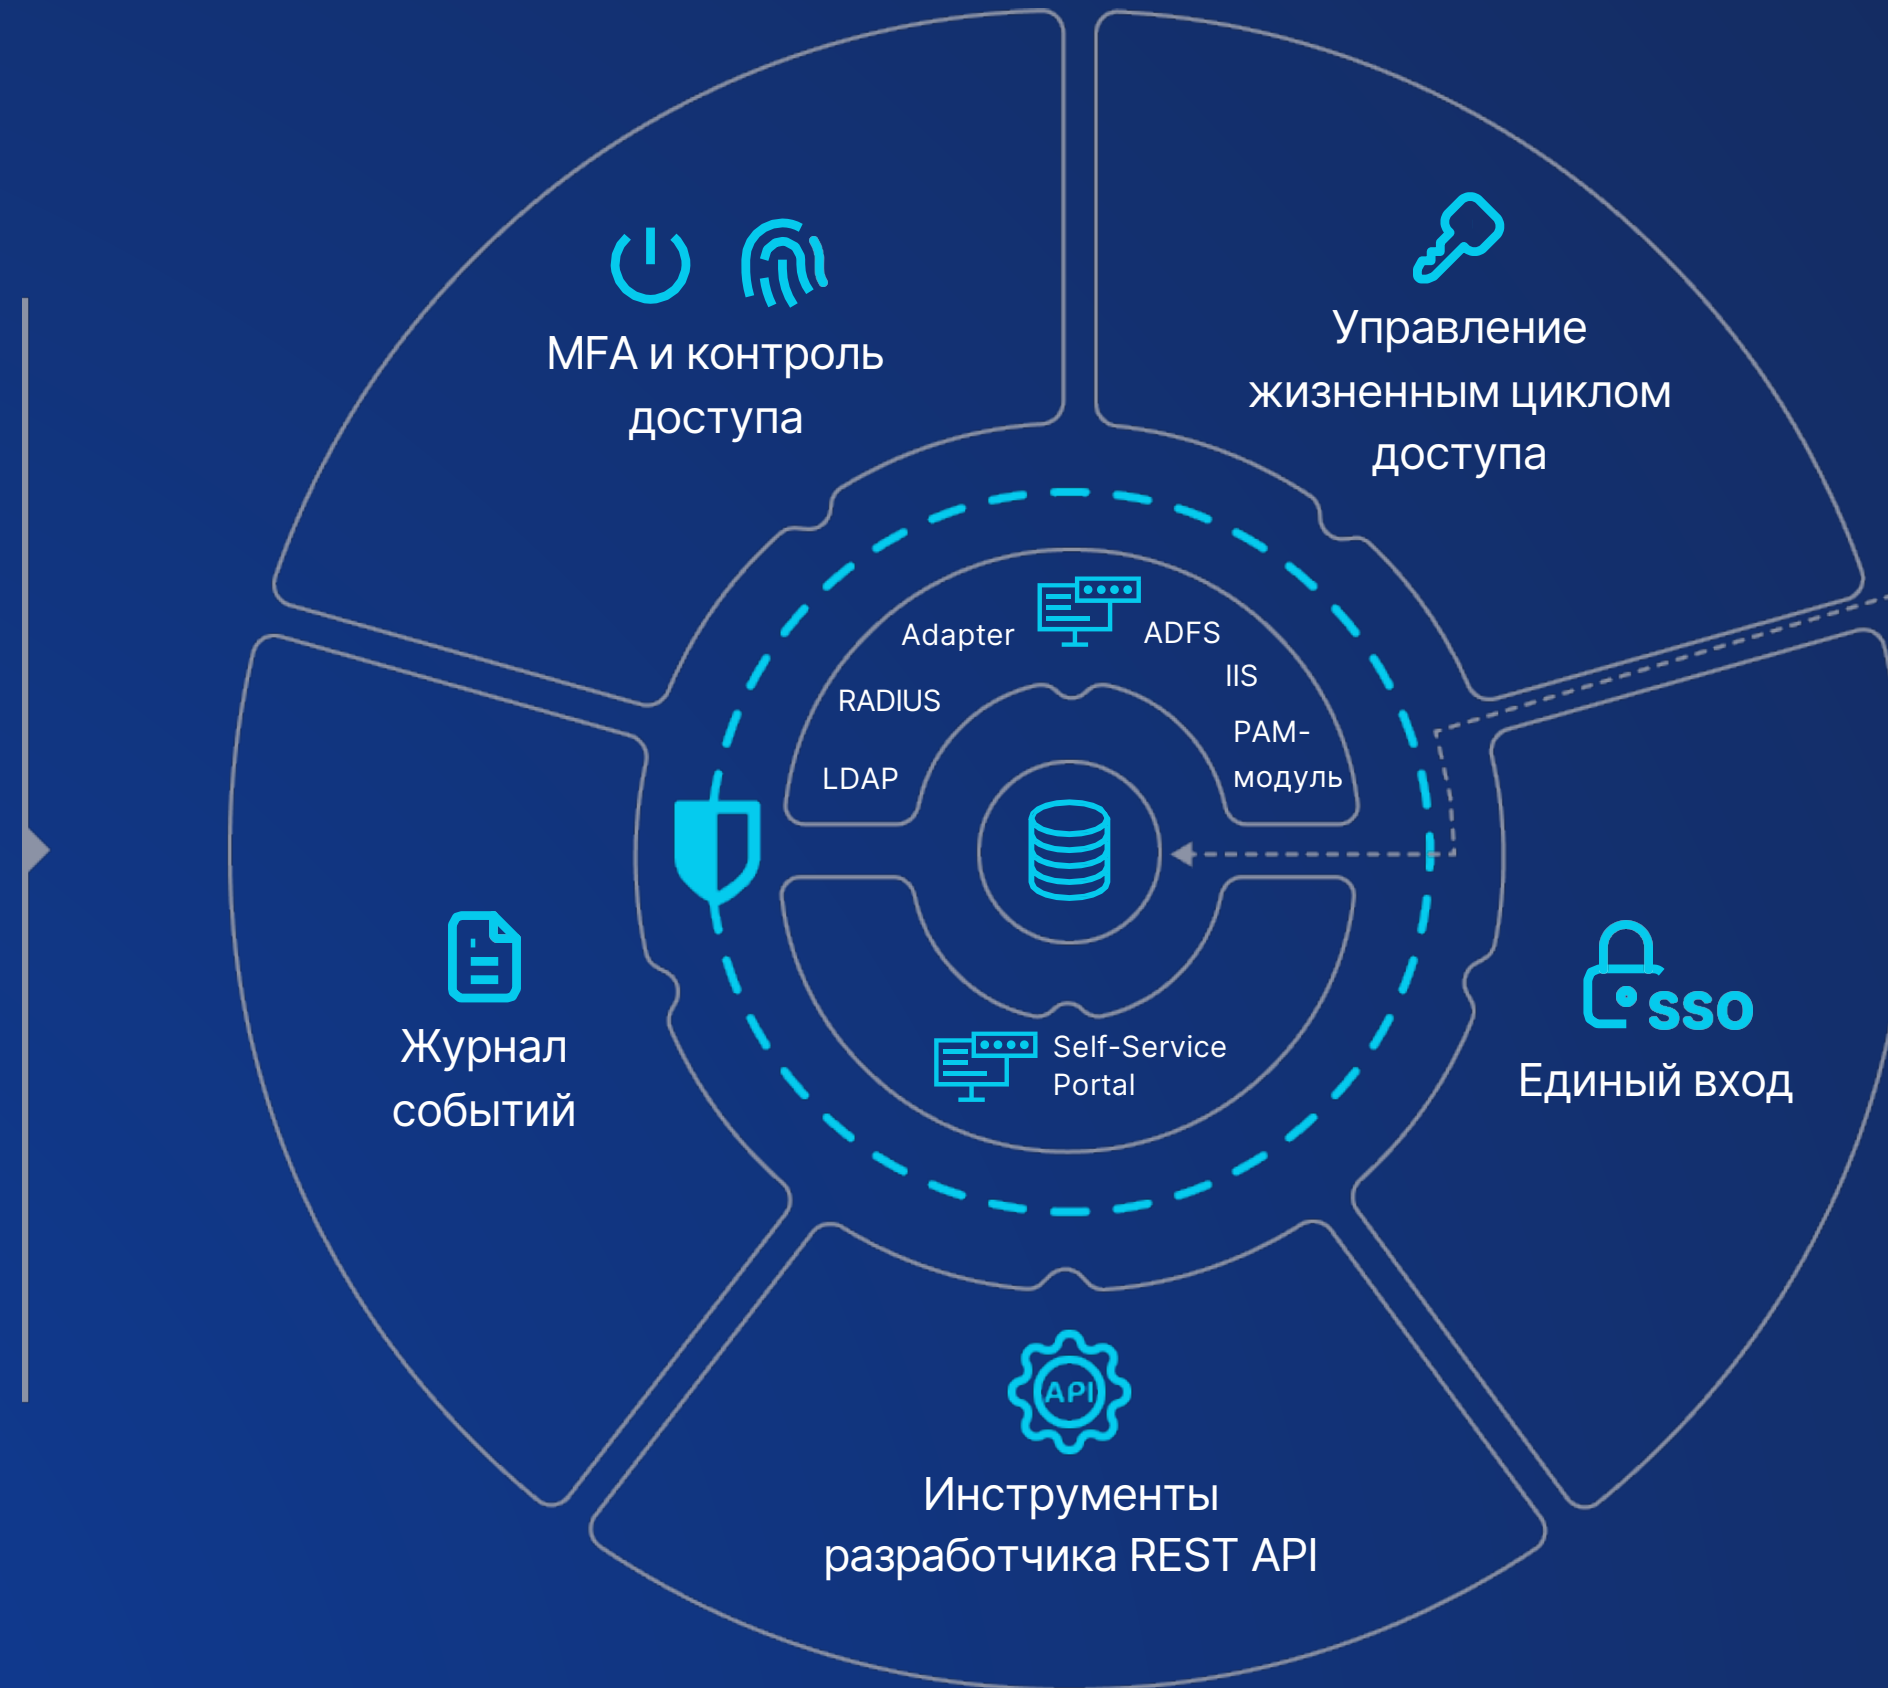 MFA и контроль
доступа
Управление
жизненным циклом
доступа
Adapter
ADFS
IIS
RADIUS
PAM-
модуль
LDAP
Журнал
событий
sso
Единый вход
Self-Service
Portal
API
Инструменты
разработчика REST API